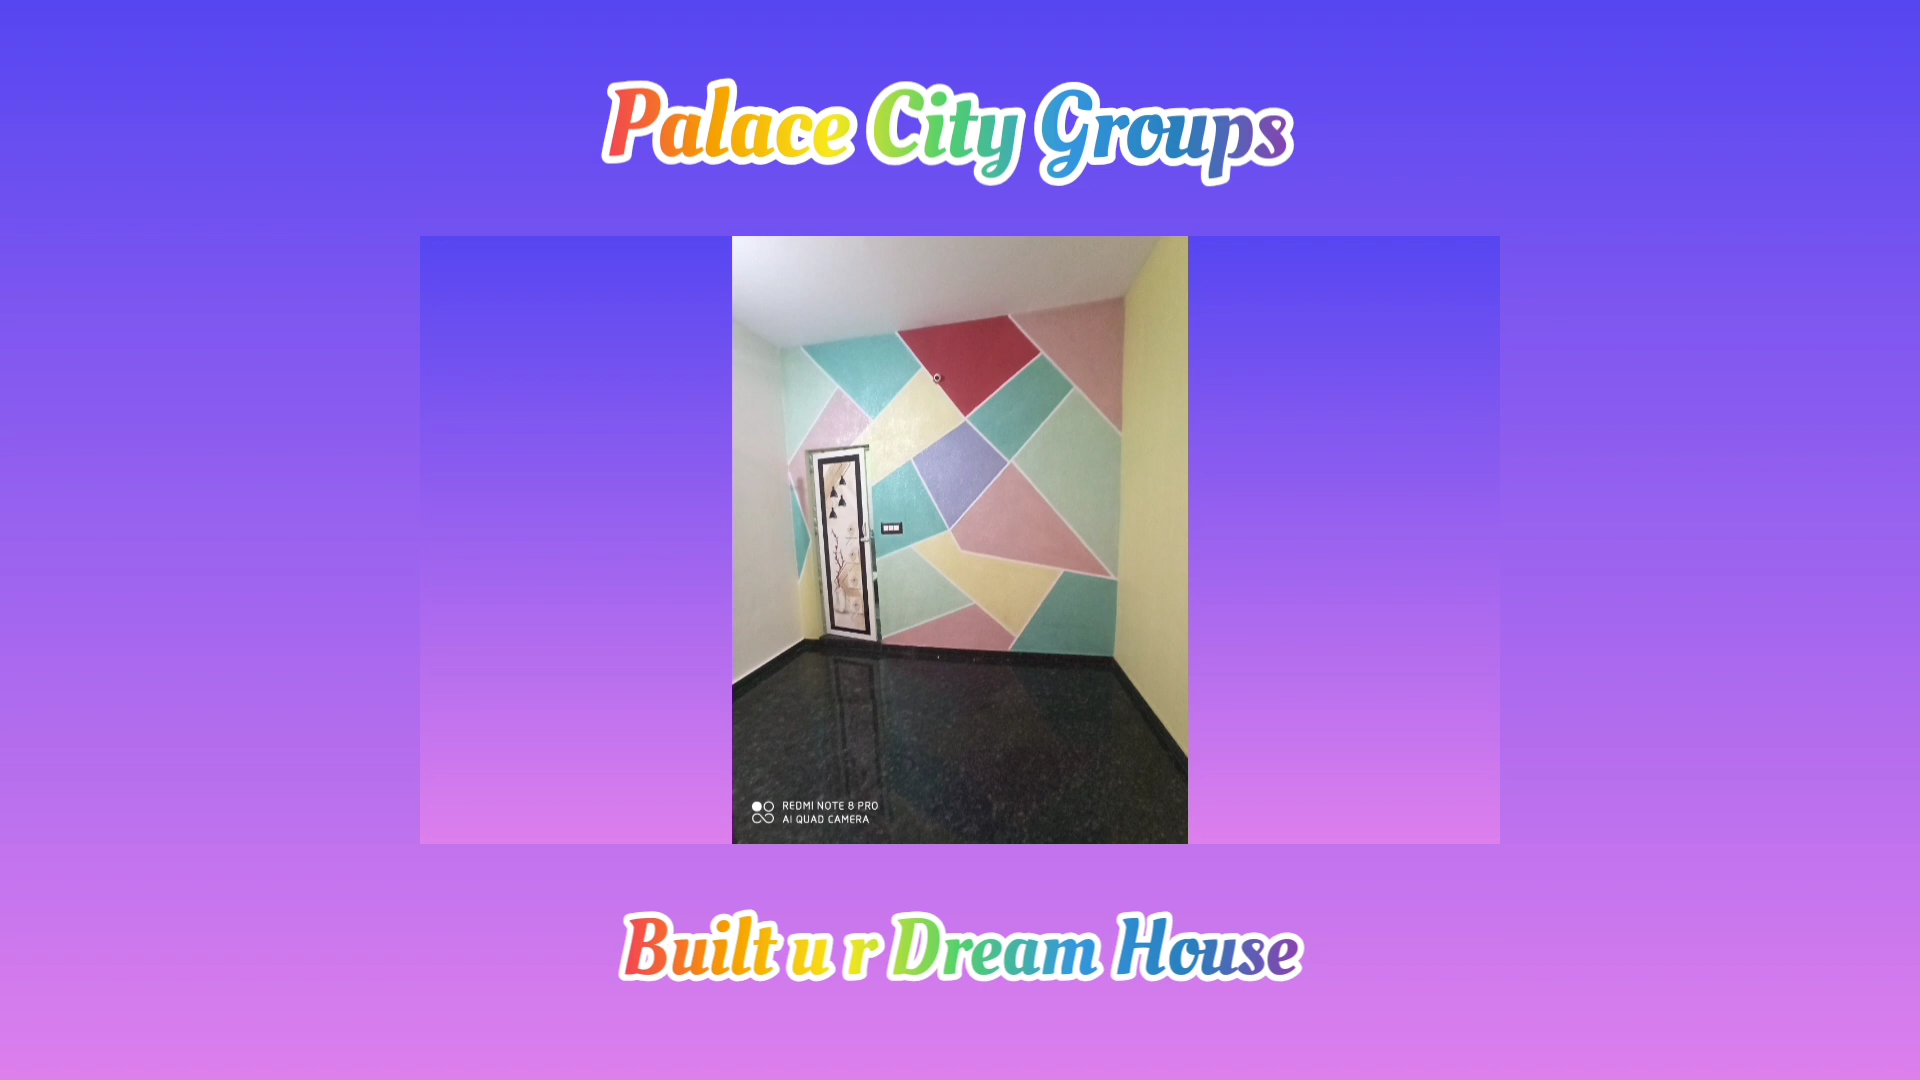 Palace City Groups
REDMI NOTE 8 PRO
AI QUAD CAMERA
Built u r Dream House